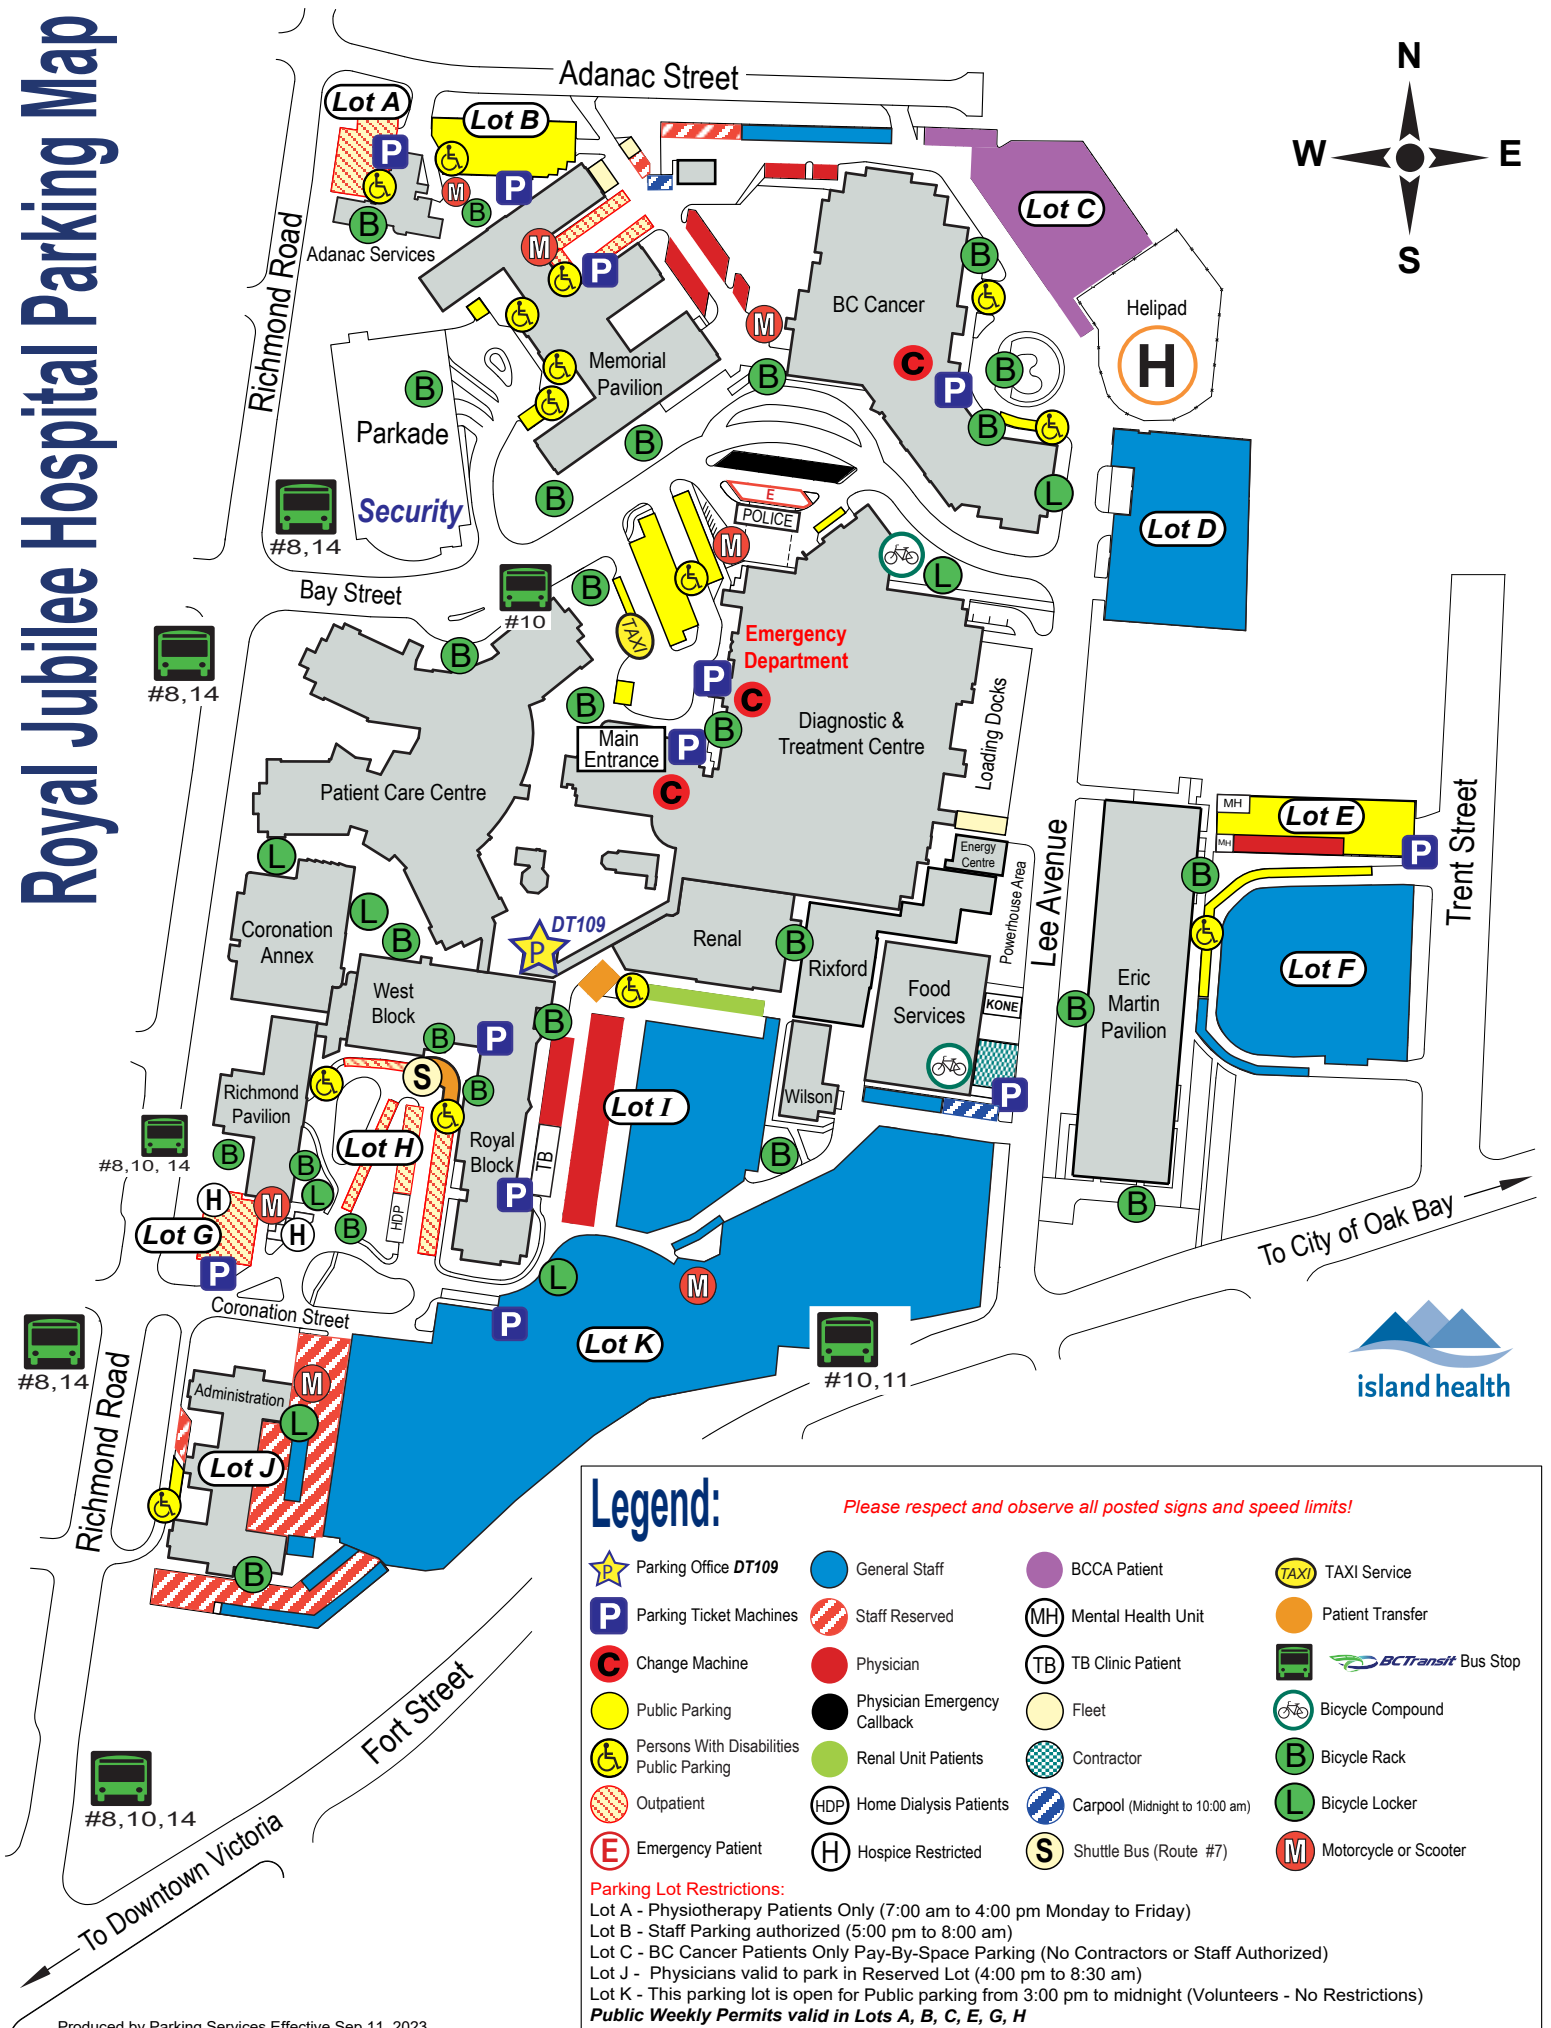 Royal Jubilee Hospital Parking Map
Adanac Street
N
W E
S
Lot A
Lot B
P
M
B
P
B
Adanac Services
Richmond Road
M
P
Lot C
B
BC Cancer
Helipad
H
M
C
P
B
B
B
L
Memorial
Pavilion
B
Parkade
Security
B
B
#8,14
E
POLICE
M
Lot D
Bay Street
#10
B
TAXI
L
#8,14
B
Emergency
Department
P
C
B
B
Main
Entrance
P
C
Diagnostic &
Treatment Centre
Loading Docks
Patient Care Centre
L
Energy
Centre
Powerhouse Area
Lee Avenue
MH
Lot E
MH
P
Trent Street
B
Coronation
Annex
L
B
P
DT109
Renal
B
Rixford
Food
Services
KONE
Eric
Martin
Pavilion
B
Lot F
West
Block
B
P
B
S
B
Richmond
Pavilion
Lot I
Wilson
P
#8,10, 14
B
B
L
Lot H
Royal
Block
TB
P
B
B
H
M
H
B
HDP
Lot G
P
Coronation Street
L
M
P
Lot K
To City of Oak Bay
#8,14
#10,11
island health
Richmond Road
Administration
M
L
Lot J
B
Fort Street
#8,10,14
To Downtown Victoria
Produced by Parking Services Effective Sep 11, 2023
Legend:
Please respect and observe all posted signs and speed limits!
P Parking Office DT109
P Parking Ticket Machines
C Change Machine
Public Parking
Persons With Disabilities
Public Parking
Outpatient
E Emergency Patient
General Staff
Staff Reserved
Physician
Physician Emergency
Callback
Renal Unit Patients
HDP Home Dialysis Patients
H Hospice Restricted
BCCA Patient
MH Mental Health Unit
TB TB Clinic Patient
Fleet
Contractor
Carpool (Midnight to 10:00 am)
S Shuttle Bus (Route #7)
TAXI TAXI Service
Patient Transfer
BCTransit Bus Stop
Bicycle Compound
B Bicycle Rack
L Bicycle Locker
M Motorcycle or Scooter
Parking Lot Restrictions:
Lot A - Physiotherapy Patients Only (7:00 am to 4:00 pm Monday to Friday)
Lot B - Staff Parking authorized (5:00 pm to 8:00 am)
Lot C - BC Cancer Patients Only Pay-By-Space Parking (No Contractors or Staff Authorized)
Lot J - Physicians valid to park in Reserved Lot (4:00 pm to 8:30 am)
Lot K - This parking lot is open for Public parking from 3:00 pm to midnight (Volunteers - No Restrictions)
Public Weekly Permits valid in Lots A, B, C, E, G, H